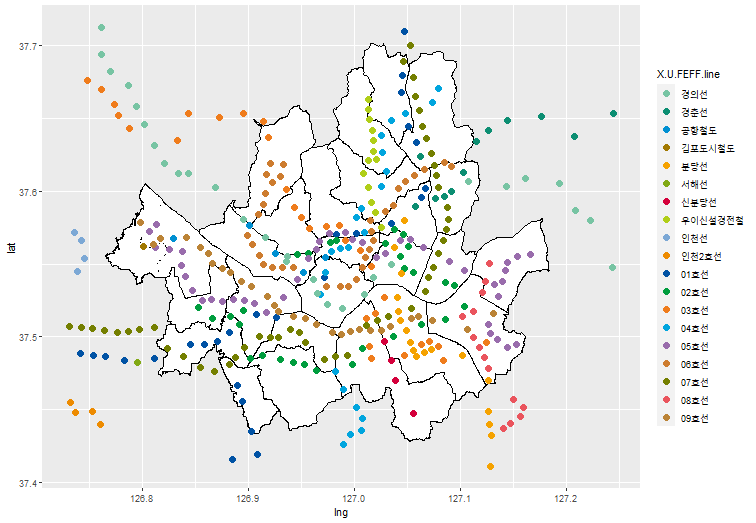 37.7
37.6
37.5
37.4
lat
126.8
126.9
127.0
127.1
127.2
lng
X.U.FEFF.line
경의선
경춘선
공항철도
김포도시철도
분당선
서해선
신분당선
우이신설경전철
인천선
인천2호선
01호선
02호선
03호선
04호선
05호선
06호선
07호선
08호선
09호선